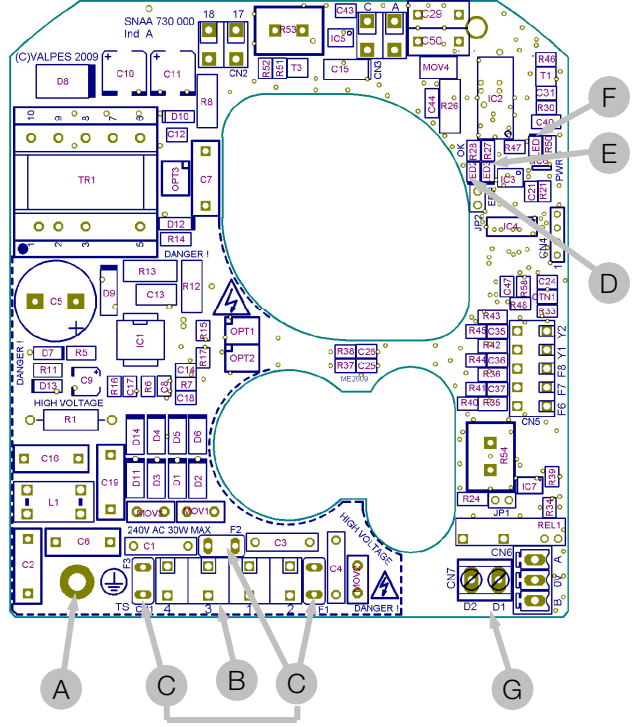 SNAA 730 000
Ind A
18 17
CN2
R53
C43
IC5
C A
CN3
C29
C50
(C)VALPES 2009
D8
C10
C11
R8
R52
R51
T3
C15
MOV4
C44
R26
IC2
R46
T1
C31
R30
C40
F
10 9 8 7 6
TR1
1 2 3 5
D10
C12
OPT3
C7
D12
R14
OK
R28
R27
R47
LED
R50
PWR
E
ED2
ED3
IC3
C21
R21
JP2
IC4
CN4
1
D
DANGER !
R13
C13
R12
D9
C5
+
IC1
R15
R17
OPT1
OPT2
C47
R58
C24
CTN1
R48
R33
R43
R45
C35
R42
R44
C36
R36
R41
C37
R40
R35
Y2
Y1
F8
F7
F6
CN5
R38
C26
R37
C25
ME2009
DANGER !
D7
R5
R11
D13
C9
R16
C17
R6
C8
C14
R7
C18
HIGH VOLTAGE
R1
C16
L1
C19
D14
D4
D5
D6
D11
D3
D1
D2
R54
R39
IC7
R24
JP1
R34
REL1
MOV3
MOV1
240V AC 30W MAX
F2
HIGH VOLTAGE
C2
C6
C1
C3
C4
MOV2
F3
TS
4
3
1
2
F1
DANGER !
CN6
A
0V
B
CN7
D2 D1
A
C
B
C
G